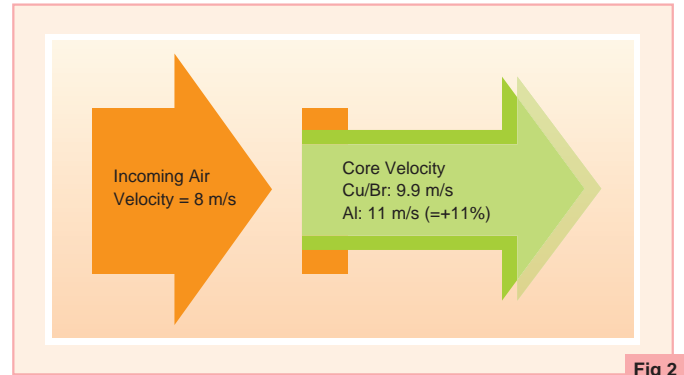 Incoming Air
Velocity = 8 m/s
Core Velocity
Cu/Br: 9.9 m/s
Al: 11 m/s (=+11%)
Fig 2